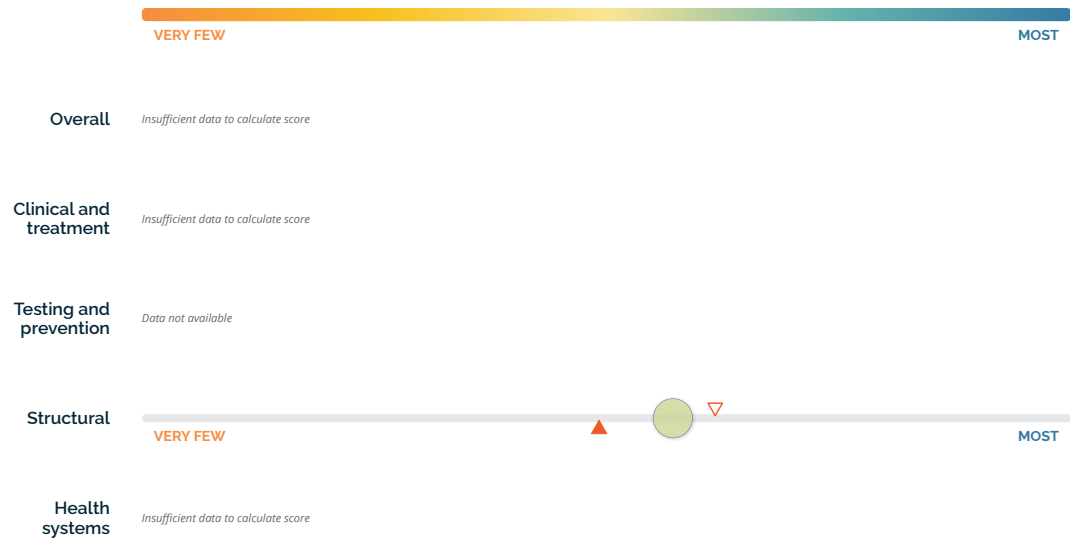 VERY FEW
MOST
Overall
Insufficient data to calculate score
Clinical and
treatment
Insufficient data to calculate score
Testing and
prevention
Data not available
Structural
VERY FEW
MOST
Health
systems
Insufficient data to calculate score